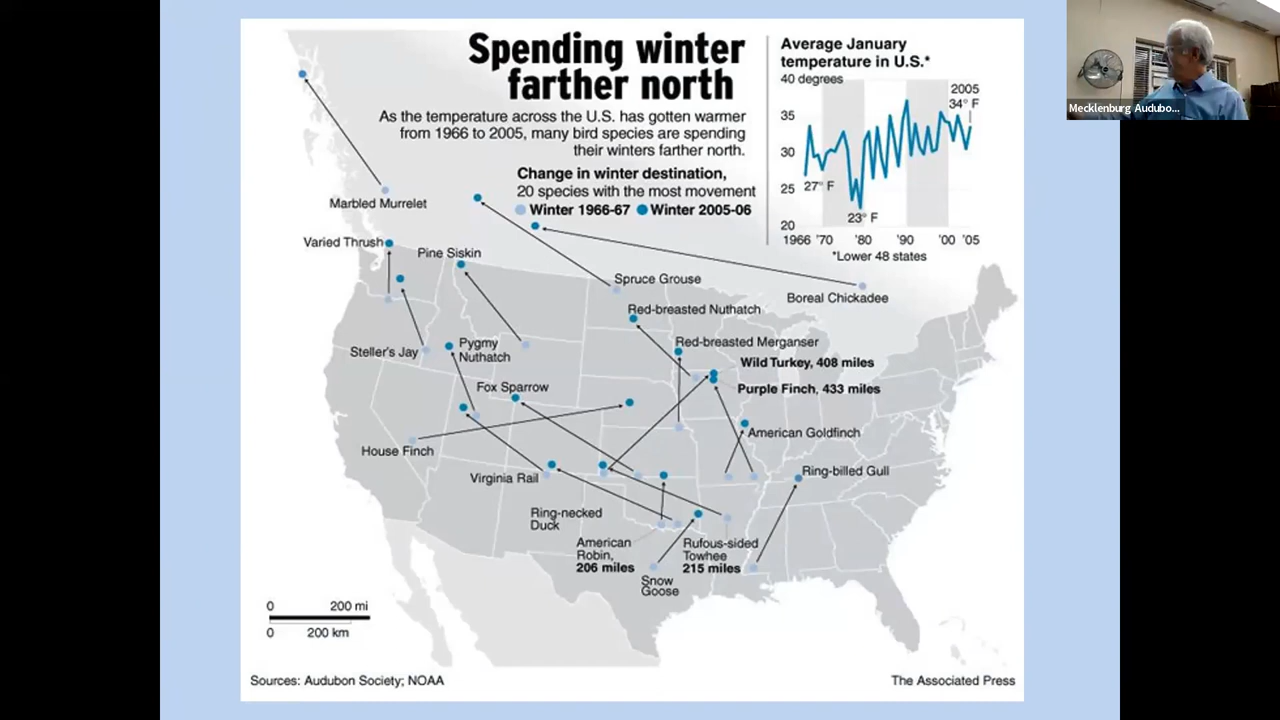 Spending winter
farther north
As the temperature across the U.S. has gotten warmer
from 1966 to 2005, many bird species are spending
their winters farther north.
Change in winter destination,
20 species with the most movement
Winter 1966-67 Winter 2005-06
Average January
temperature in U.S.*
40 degrees
35
30
25
20
2005
34° F
27° F
23° F
1966 '70 '80 '90 '00 '05
*Lower 48 states
Mecklenburg Audubo...
Marbled Murrelet
Varied Thrush
Pine Siskin
Spruce Grouse
Boreal Chickadee
Red-breasted Nuthatch
Steller's Jay
Pygmy
Nuthatch
Red-breasted Merganser
Wild Turkey, 408 miles
Fox Sparrow
Purple Finch, 433 miles
American Goldfinch
House Finch
Virginia Rail
Ring-billed Gull
Ring-necked
Duck
American
Robin,
206 miles
Rufous-sided
Towhee
215 miles
Snow
Goose
0 200 mi
0 200 km
Sources: Audubon Society; NOAA
The Associated Press